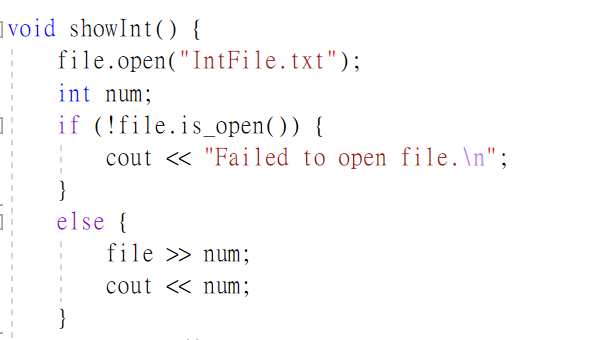 void showInt() {
file.open("IntFile.txt");
int num;
if (!file.is_open()) {
cout << "Failed to open file.\n";
}
else {
file >> num;
cout << num;
}